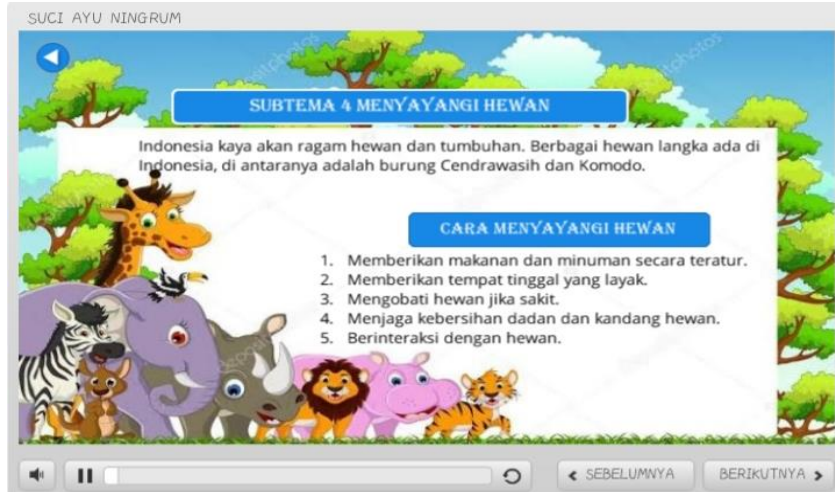 SUCI AYU NINGRUM
SUBTEMA 4 MENYAYANGI HEWAN
Indonesia kaya akan ragam hewan dan tumbuhan. Berbagai hewan langka ada di
Indonesia, di antaranya adalah burung Cendrawasih dan Komodo.
CARA MENYAYANGI HEWAN
1. Memberikan makanan dan minuman secara teratur.
2. Memberikan tempat tinggal yang layak.
3. Mengobati hewan jika sakit.
4. Menjaga kebersihan dadan dan kandang hewan.
5. Berinteraksi dengan hewan.
SEBELUMNYA
BERIKUTNYA